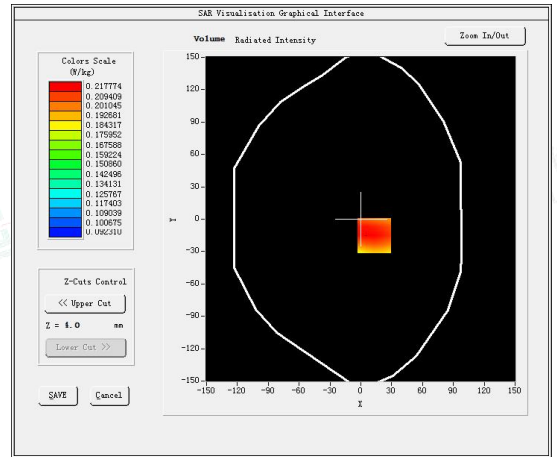 SAR Visualisation Graphical Interface
Volume Radiated Intensity
Zoom In/Out
Colors Scale
(W/kg)
0.217774
0.209409
0.201045
0.192681
0.184317
0.175952
0.167588
0.159224
0.150860
0.142496
0.134131
0.125767
0.117403
0.109039
0.100675
0.092310
Z-Cuts Control
<< Upper Cut
Z = 4.0 mm
Lower Cut >>
SAVE Cancel
150
120
90
60
30
0
-30
-60
-90
-120
-150
Y
-150 -120 -90 -60 -30 0 30 60 90 120 150
X